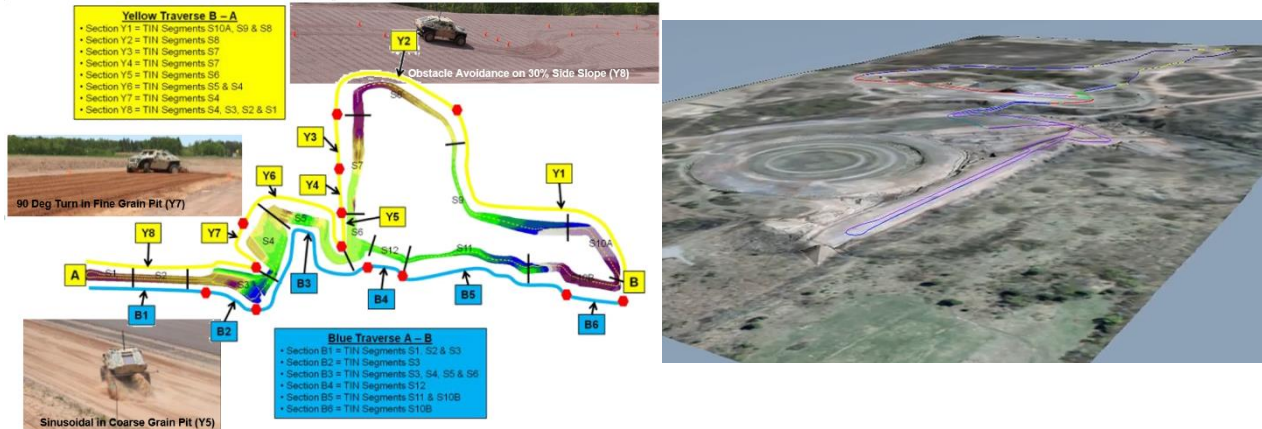 Yellow Traverse B – A
• Section Y1 = TIN Segments S10A, S9 & S8
• Section Y2 = TIN Segments S8
• Section Y3 = TIN Segments S7
• Section Y4 = TIN Segments S7
• Section Y5 = TIN Segments S6
• Section Y6 = TIN Segments S5 & S4
• Section Y7 = TIN Segments S4
• Section Y8 = TIN Segments S4, S3, S2 & S1
Y2
Obstacle Avoidance on 30% Side Slope (Y8)
S8
Y3
S7
90 Deg Turn in Fine Grain Pit (Y7)
Y6
Y4
Y1
S9
S5
Y5
Y7
S4
S6
S12
S11
S10A
Y8
A
S1
S2
S3
S10B
B
B3
B4
B5
B1
B2
B6
Blue Traverse A – B
• Section B1 = TIN Segments S1, S2 & S3
• Section B2 = TIN Segments S3
• Section B3 = TIN Segments S3, S4, S5 & S6
• Section B4 = TIN Segments S12
• Section B5 = TIN Segments S11 & S10B
• Section B6 = TIN Segments S10B
Sinusoidal in Coarse Grain Pit (Y5)